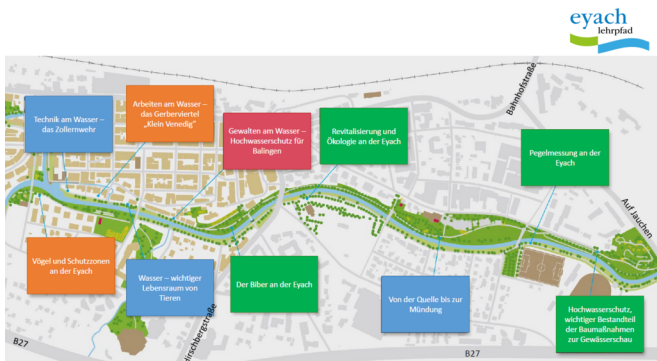 eyach
lehrpfad
Bahnhofstraße
Technik am Wasser –
das Zollernwehr
Arbeiten am Wasser –
das Gerberviertel
„Klein Venedig“
Gewalten am Wasser –
Hochwasserschutz für
Balingen
Revitalisierung und
Ökologie an der Eyach
Pegelmessung an der
Eyach
Auf Jauchen
Vögel und Schutzzonen
an der Eyach
Wasser – wichtiger
Lebensraum von
Tieren
Der Biber an der Eyach
Von der Quelle bis zur
Mündung
Hochwasserschutz,
wichtiger Bestandteil
der Baumaßnahmen
zur Gewässerschau
Hirschbergstraße
B27
B27